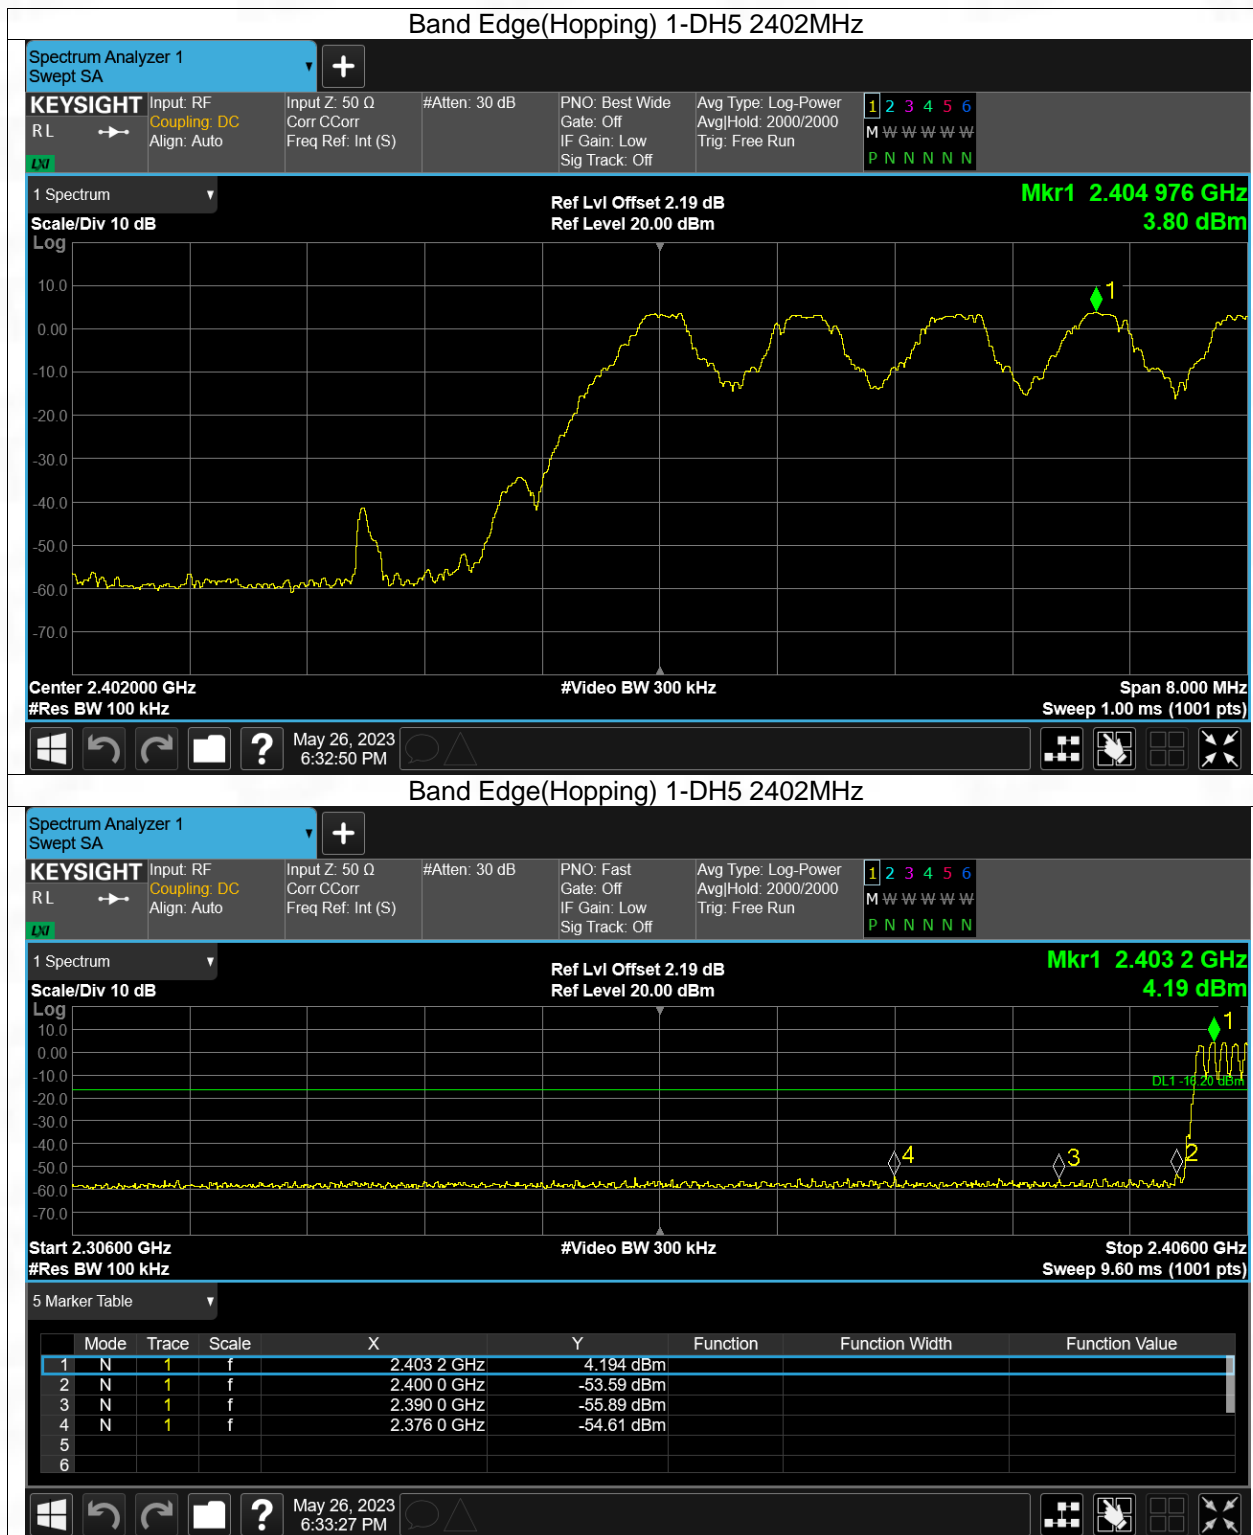 Band Edge(Hopping) 1-DH5 2402MHz
Spectrum Analyzer 1
Swept SA
KEYSIGHT Input: RF Input Z: 50 Ω #Atten: 30 dB PNO: Best Wide Avg Type: Log-Power 1 2 3 4 5 6
RL Coupling: DC Corr CCorr Gate: Off Avg|Hold: 2000/2000 M W W W W W
Align: Auto Freq Ref: Int (S) IF Gain: Low Trig: Free Run
LXI Sig Track: Off P N N N N N
1 Spectrum Ref Lvl Offset 2.19 dB Mkr1 2.404 976 GHz
Scale/Div 10 dB Ref Level 20.00 dBm 3.80 dBm
Log
1
10.0
0.00
-10.0
-20.0
-30.0
-40.0
-50.0
-60.0
-70.0
Center 2.402000 GHz #Video BW 300 kHz Span 8.000 MHz
#Res BW 100 kHz Sweep 1.00 ms (1001 pts)
? May 26, 2023
6:32:50 PM
Band Edge(Hopping) 1-DH5 2402MHz
Spectrum Analyzer 1
Swept SA
KEYSIGHT Input: RF Input Z: 50 Ω #Atten: 30 dB PNO: Fast Avg Type: Log-Power 1 2 3 4 5 6
RL Coupling: DC Corr CCorr Gate: Off Avg|Hold: 2000/2000 M W W W W W
Align: Auto Freq Ref: Int (S) IF Gain: Low Trig: Free Run
LXI Sig Track: Off P N N N N N
1 Spectrum Ref Lvl Offset 2.19 dB Mkr1 2.403 2 GHz
Scale/Div 10 dB Ref Level 20.00 dBm 4.19 dBm
Log
1
10.0
0.00
-10.0 DL1 -16.20 dBm
-20.0
-30.0
-40.0
4 3 2
-50.0
-60.0
-70.0
Start 2.30600 GHz #Video BW 300 kHz Stop 2.40600 GHz
#Res BW 100 kHz Sweep 9.60 ms (1001 pts)
5 Marker Table
Mode Trace Scale X Y Function Function Width Function Value
1 N 1 f 2.403 2 GHz 4.194 dBm
2 N 1 f 2.400 0 GHz -53.59 dBm
3 N 1 f 2.390 0 GHz -55.89 dBm
4 N 1 f 2.376 0 GHz -54.61 dBm
5
6
? May 26, 2023
6:33:27 PM